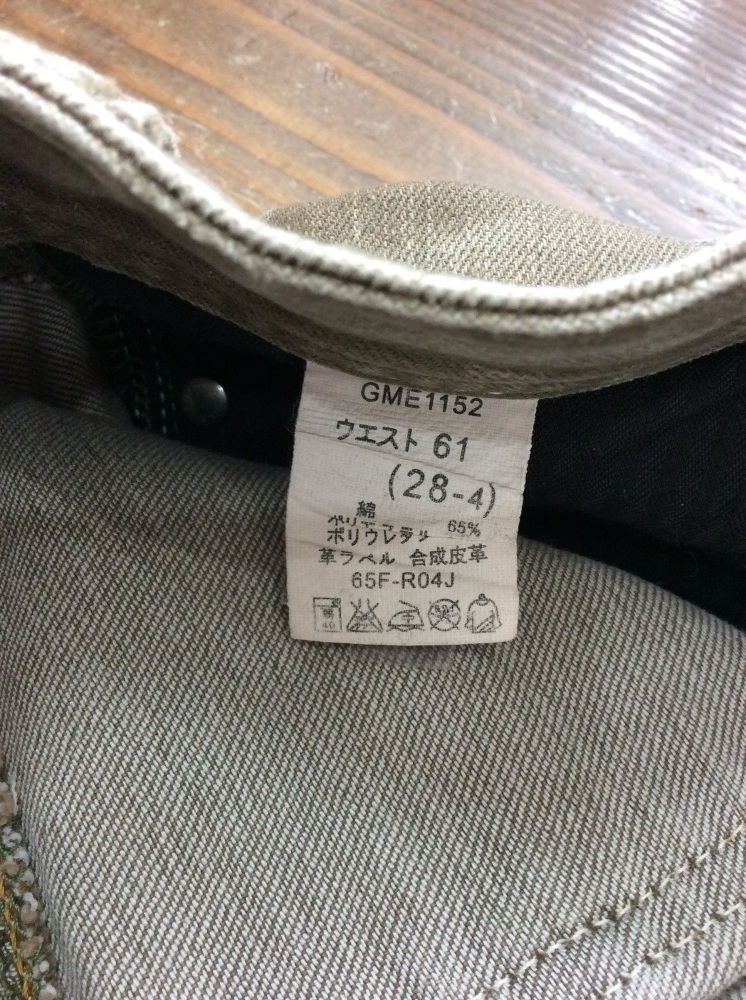 GME1152
ウエスト 61
(28-4)
綿
65%
ポリウレタン
革ラベル 合成皮革
65F-R04J